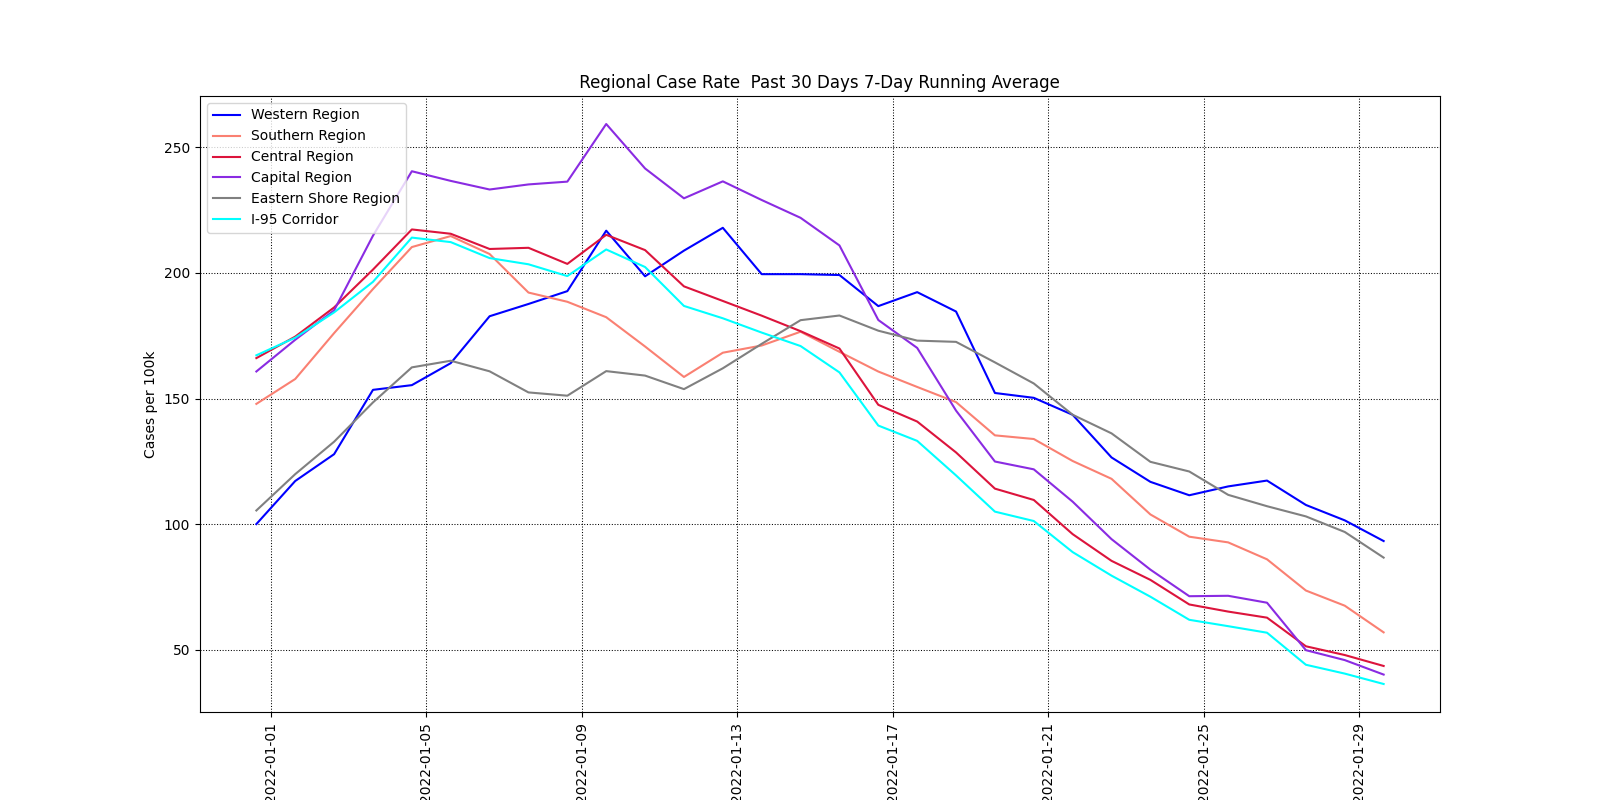 Regional Case Rate  Past 30 Days 7-Day Running Average
Western Region
Southern Region
Central Region
Capital Region
Eastern Shore Region
I-95 Corridor
Cases per 100k
250
200
150
100
50
2022-01-01
2022-01-05
2022-01-09
2022-01-13
2022-01-17
2022-01-21
2022-01-25
2022-01-29